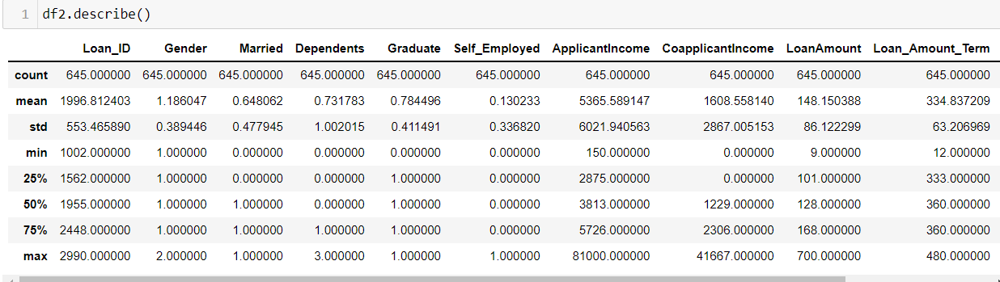 1 df2.describe()
Loan_ID Gender Married Dependents Graduate Self_Employed ApplicantIncome CoapplicantIncome LoanAmount Loan_Amount_Term
count 645.000000 645.000000 645.000000 645.000000 645.000000 645.000000 645.000000 645.000000 645.000000 645.000000
mean 1996.812403 1.186047 0.648062 0.731783 0.784496 0.130233 5365.589147 1608.558140 148.150388 334.837209
std 553.465890 0.389446 0.477945 1.002015 0.411491 0.336820 6021.940563 2867.005153 86.122299 63.206969
min 1002.000000 1.000000 0.000000 0.000000 0.000000 0.000000 150.000000 0.000000 9.000000 12.000000
25% 1562.000000 1.000000 0.000000 0.000000 1.000000 0.000000 2875.000000 0.000000 101.000000 333.000000
50% 1955.000000 1.000000 1.000000 0.000000 1.000000 0.000000 3813.000000 1229.000000 128.000000 360.000000
75% 2448.000000 1.000000 1.000000 1.000000 1.000000 0.000000 5726.000000 2306.000000 168.000000 360.000000
max 2990.000000 2.000000 1.000000 3.000000 1.000000 1.000000 81000.000000 41667.000000 700.000000 480.000000